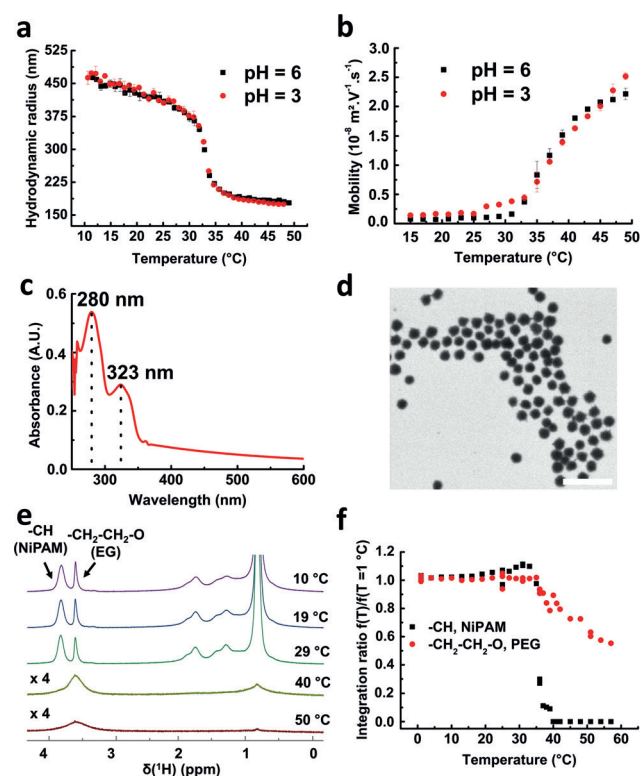 a
525
450
375
300
225
150
Hydrodynamic radius (nm)
pH = 6
pH = 3
10 15 20 25 30 35 40 45 50
Temperature (°C)
b
3.0
2.5
2.0
1.5
1.0
0.5
0.0
Mobility (10⁻⁸ m².V⁻¹.s⁻¹)
pH = 6
pH = 3
15 20 25 30 35 40 45 50
Temperature (°C)
c
0.6
0.4
0.2
0.0
Absorbance (A.U.)
280 nm
323 nm
300 400 500 600
Wavelength (nm)
d
e
-CH
(NiPAM)
-CH₂-CH₂-O
(EG)
10 °C
19 °C
29 °C
x 4
40 °C
x 4
50 °C
4 3 2 1 0
δ(¹H) (ppm)
f
1.4
1.2
1.0
0.8
0.6
0.4
0.2
0.0
Integration ratio f(T)/f(T =1 °C)
-CH, NiPAM
-CH₂-CH₂-O, PEG
0 10 20 30 40 50 60
Temperature (°C)